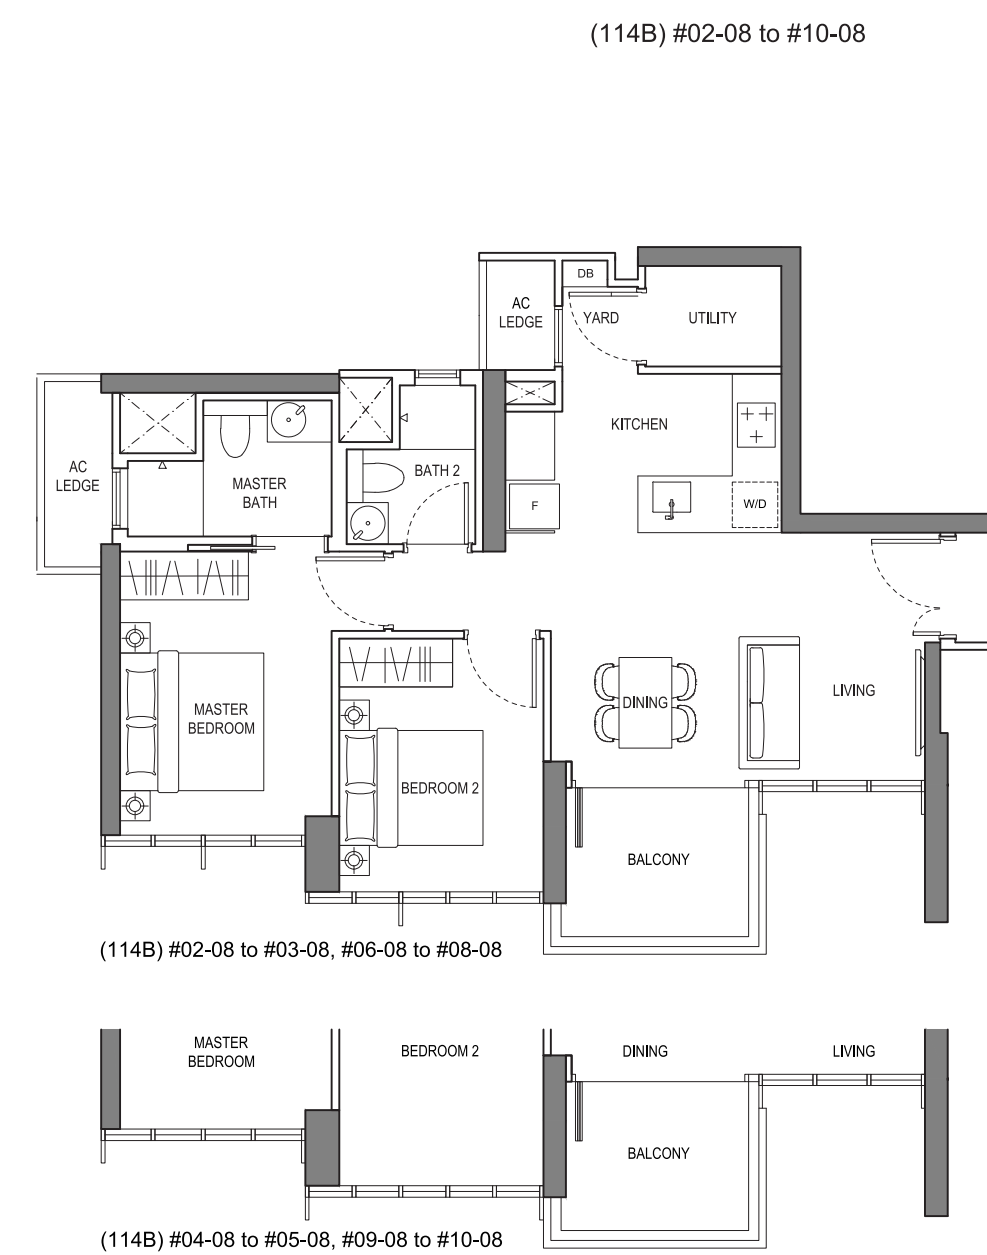 (114B) #02-08 to #10-08
DB
AC
LEDGE
YARD
UTILITY
KITCHEN
AC
LEDGE
MASTER
BATH
BATH 2
F
W/D
MASTER
BEDROOM
DINING
LIVING
BEDROOM 2
BALCONY
(114B) #02-08 to #03-08, #06-08 to #08-08
MASTER
BEDROOM
BEDROOM 2
DINING
LIVING
BALCONY
(114B) #04-08 to #05-08, #09-08 to #10-08